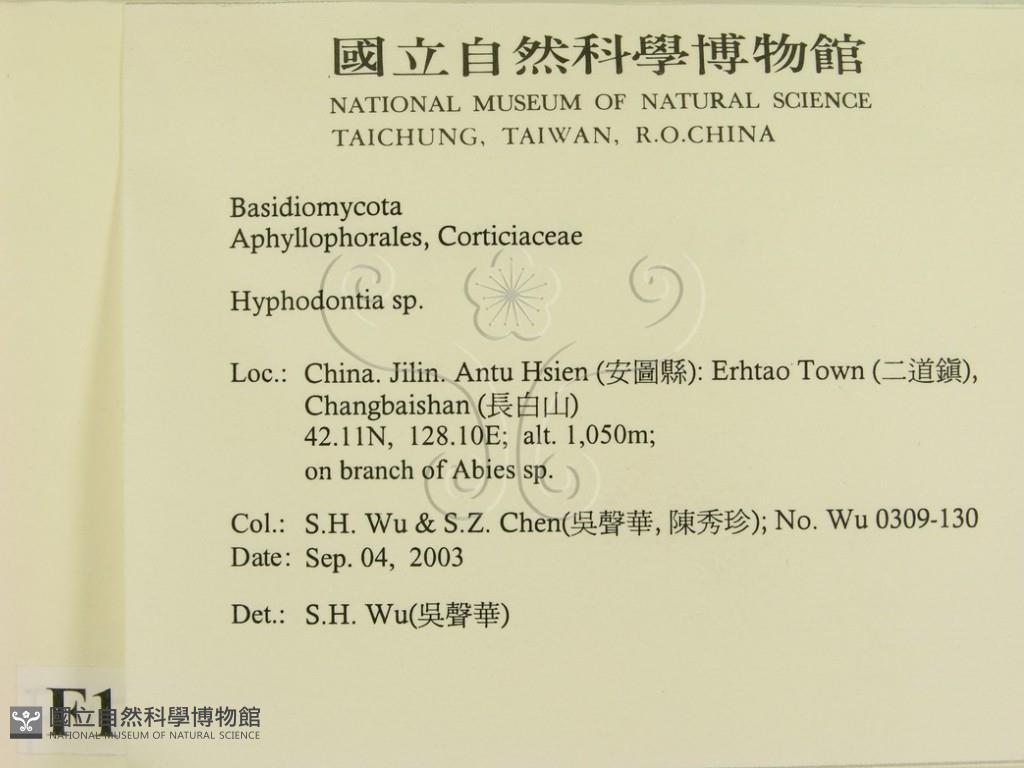 國立自然科學博物館
NATIONAL MUSEUM OF NATURAL SCIENCE
TAICHUNG, TAIWAN, R.O.CHINA
Basidiomycota
Aphyllophorales, Corticiaceae
Hyphodontia sp.
Loc.: China. Jilin. Antu Hsien (安圖縣): Erhtao Town (二道鎮),
Changbaishan (長白山)
42.11N, 128.10E; alt. 1,050m;
on branch of Abies sp.
Col.: S.H. Wu & S.Z. Chen(吳聲華, 陳秀珍); No. Wu 0309-130
Date: Sep. 04, 2003
Det.: S.H. Wu(吳聲華)
F1
國立自然科學博物館
NATIONAL MUSEUM OF NATURAL SCIENCE